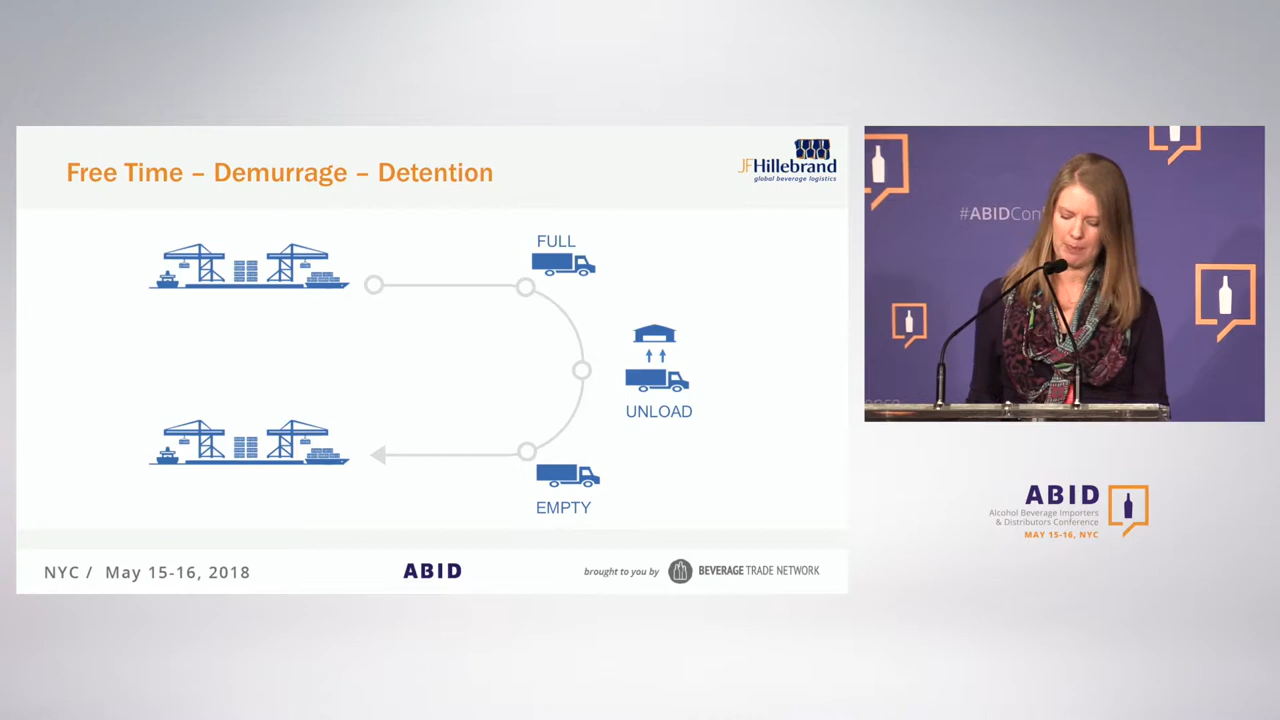 Free Time – Demurrage – Detention
JFHillebrand
global beverage logistics
FULL
UNLOAD
EMPTY
NYC / May 15-16, 2018
ABID
brought to you by
BEVERAGE TRADE NETWORK
#ABIDCon
ABID
Alcohol Beverage Importers
& Distributors Conference
MAY 15-16, NYC